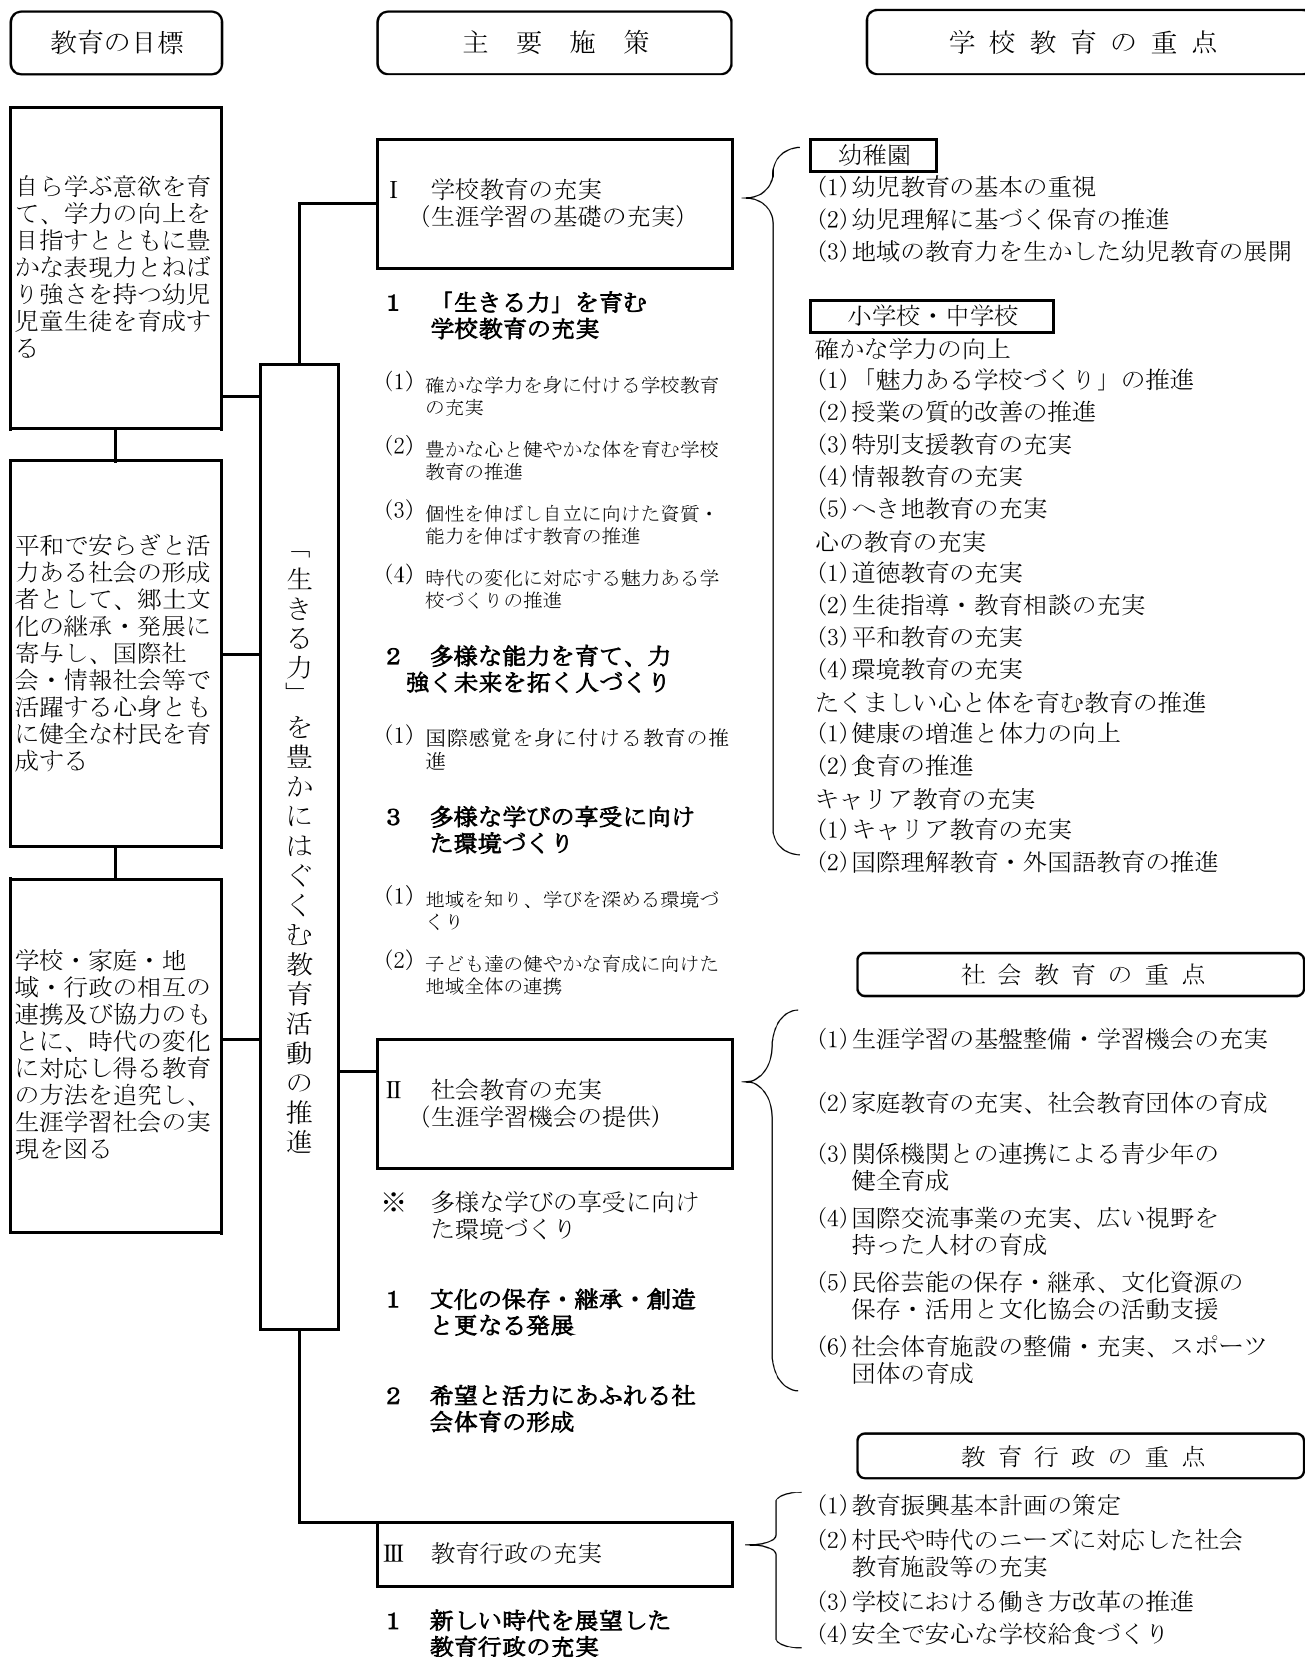 教育の目標
自ら学ぶ意欲を育
て、学力の向上を
目指すとともに豊
かな表現力とねば
り強さを持つ幼児
児童生徒を育成す
る
平和で安らぎと活
力ある社会の形成
者として、郷土文
化の継承・発展に
寄与し、国際社
会・情報社会等で
活躍する心身とも
に健全な村民を育
成する
学校・家庭・地
域・行政の相互の
連携及び協力のも
とに、時代の変化
に対応し得る教育
の方法を追究し、
生涯学習社会の実
現を図る
「生きる力」を豊かにはぐくむ教育活動の推進
主要施策
Ⅰ 学校教育の充実
(生涯学習の基礎の充実)
1 「生きる力」を育む
学校教育の充実
(1) 確かな学力を身に付ける学校教育
の充実
(2) 豊かな心と健やかな体を育む学校
教育の推進
(3) 個性を伸ばし自立に向けた資質・
能力を伸ばす教育の推進
(4) 時代の変化に対応する魅力ある学
校づくりの推進
2 多様な能力を育て、力
強く未来を拓く人づくり
(1) 国際感覚を身に付ける教育の推
進
3 多様な学びの享受に向け
た環境づくり
(1) 地域を知り、学びを深める環境づ
くり
(2) 子ども達の健やかな育成に向けた
地域全体の連携
Ⅱ 社会教育の充実
(生涯学習機会の提供)
※ 多様な学びの享受に向け
た環境づくり
1 文化の保存・継承・創造
と更なる発展
2 希望と活力にあふれる社
会体育の形成
Ⅲ 教育行政の充実
1 新しい時代を展望した
教育行政の充実
学校教育の重点
幼稚園
(1)幼児教育の基本の重視
(2)幼児理解に基づく保育の推進
(3)地域の教育力を生かした幼児教育の展開
小学校・中学校
確かな学力の向上
(1)「魅力ある学校づくり」の推進
(2)授業の質的改善の推進
(3)特別支援教育の充実
(4)情報教育の充実
(5)へき地教育の充実
心の教育の充実
(1)道徳教育の充実
(2)生徒指導・教育相談の充実
(3)平和教育の充実
(4)環境教育の充実
たくましい心と体を育む教育の推進
(1)健康の増進と体力の向上
(2)食育の推進
キャリア教育の充実
(1)キャリア教育の充実
(2)国際理解教育・外国語教育の推進
社会教育の重点
(1)生涯学習の基盤整備・学習機会の充実
(2)家庭教育の充実、社会教育団体の育成
(3)関係機関との連携による青少年の
健全育成
(4)国際交流事業の充実、広い視野を
持った人材の育成
(5)民俗芸能の保存・継承、文化資源の
保存・活用と文化協会の活動支援
(6)社会体育施設の整備・充実、スポーツ
団体の育成
教育行政の重点
(1)教育振興基本計画の策定
(2)村民や時代のニーズに対応した社会
教育施設等の充実
(3)学校における働き方改革の推進
(4)安全で安心な学校給食づくり